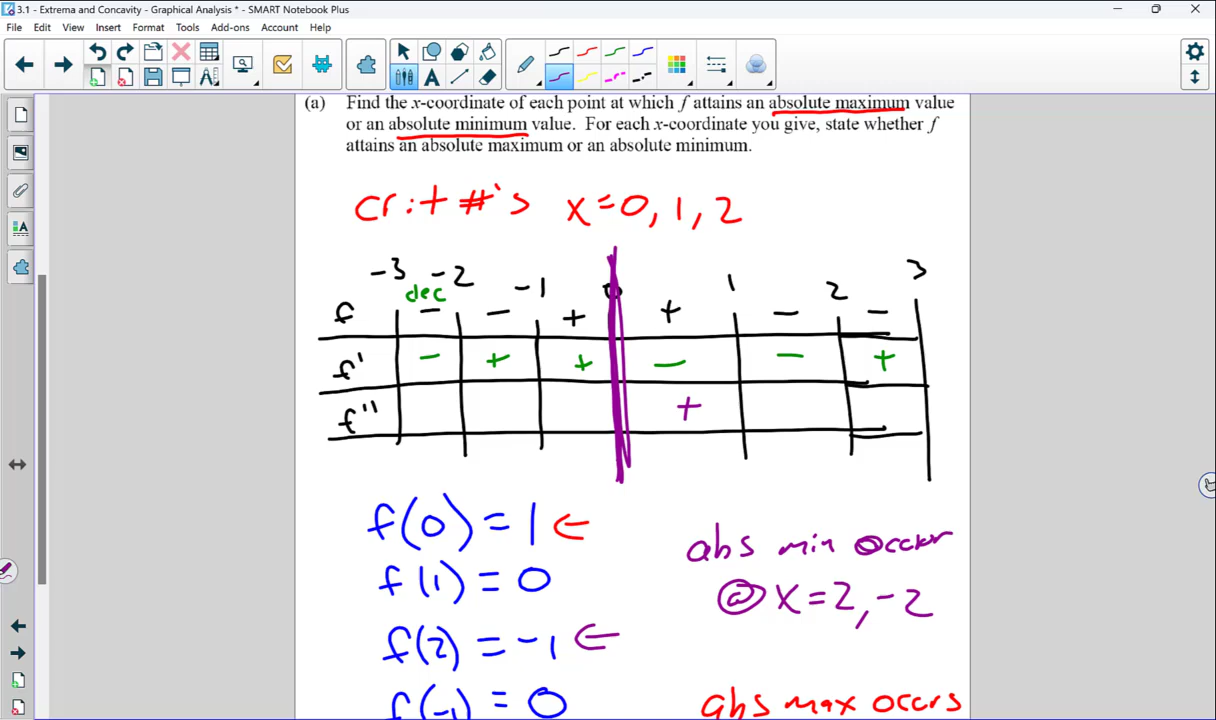 3.1 - Extrema and Concavity - Graphical Analysis * - SMART Notebook Plus
File Edit View Insert Format Tools Add-ons Account Help
(a) Find the x-coordinate of each point at which f attains an absolute maximum value
or an absolute minimum value. For each x-coordinate you give, state whether f
attains an absolute maximum or an absolute minimum.
crit #'s x=0, 1, 2
-3 -2 -1 0 1 2 3
dec
f - - + + - -
f' - + + - - +
f'' +
f(0) = 1 ←
f(1) = 0
f(2) = -1 ←
f(-1) = 0
abs min occur
@ x=2, -2
abs max occurs